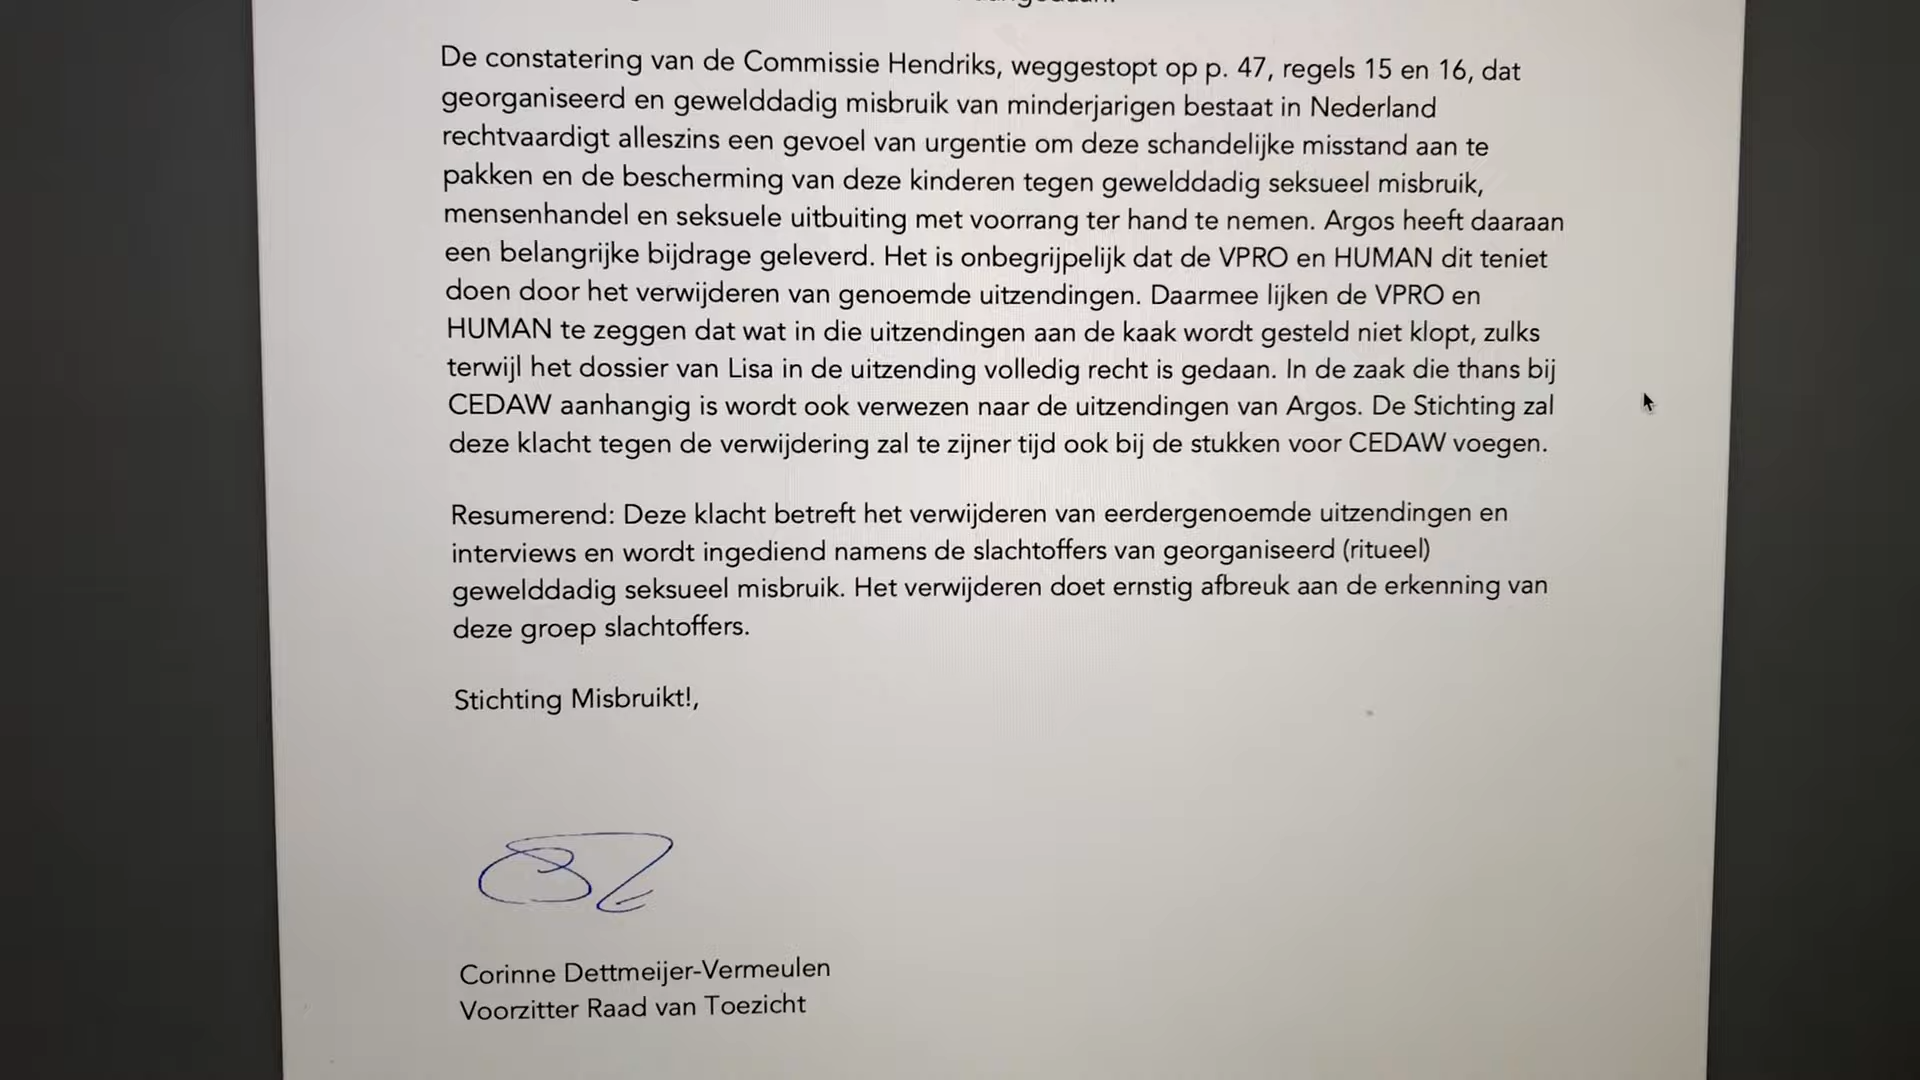 De constatering van de Commissie Hendriks, weggestopt op p. 47, regels 15 en 16, dat
georganiseerd en gewelddadig misbruik van minderjarigen bestaat in Nederland
rechtvaardigt alleszins een gevoel van urgentie om deze schandelijke misstand aan te
pakken en de bescherming van deze kinderen tegen gewelddadig seksueel misbruik,
mensenhandel en seksuele uitbuiting met voorrang ter hand te nemen. Argos heeft daaraan
een belangrijke bijdrage geleverd. Het is onbegrijpelijk dat de VPRO en HUMAN dit teniet
doen door het verwijderen van genoemde uitzendingen. Daarmee lijken de VPRO en
HUMAN te zeggen dat wat in die uitzendingen aan de kaak wordt gesteld niet klopt, zulks
terwijl het dossier van Lisa in de uitzending volledig recht is gedaan. In de zaak die thans bij
CEDAW aanhangig is wordt ook verwezen naar de uitzendingen van Argos. De Stichting zal
deze klacht tegen de verwijdering zal te zijner tijd ook bij de stukken voor CEDAW voegen.
Resumerend: Deze klacht betreft het verwijderen van eerdergenoemde uitzendingen en
interviews en wordt ingediend namens de slachtoffers van georganiseerd (ritueel)
gewelddadig seksueel misbruik. Het verwijderen doet ernstig afbreuk aan de erkenning van
deze groep slachtoffers.
Stichting Misbruikt!,
Corinne Dettmeijer-Vermeulen
Voorzitter Raad van Toezicht